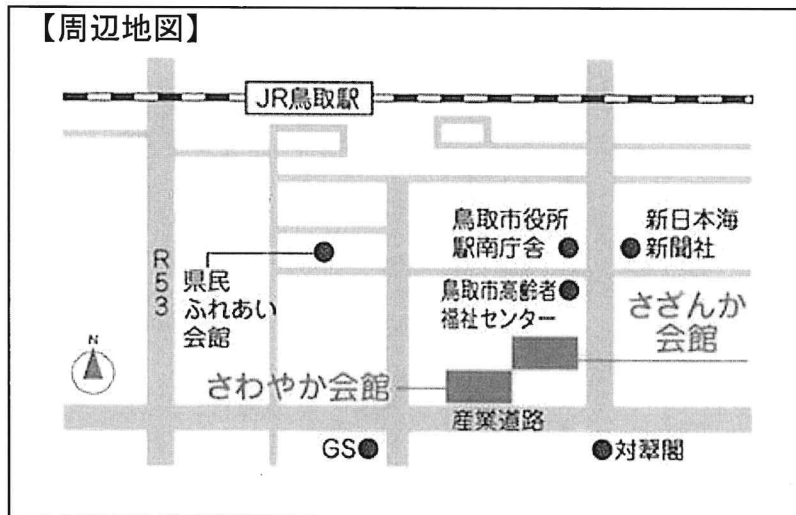 【周辺地図】
JR鳥取駅
鳥取市役所
駅南庁舎
新日本海
新聞社
R53
県民
ふれあい
会館
鳥取市高齢者
福祉センター
さざんか
会館
N
さわやか会館
産業道路
GS
対翠閣